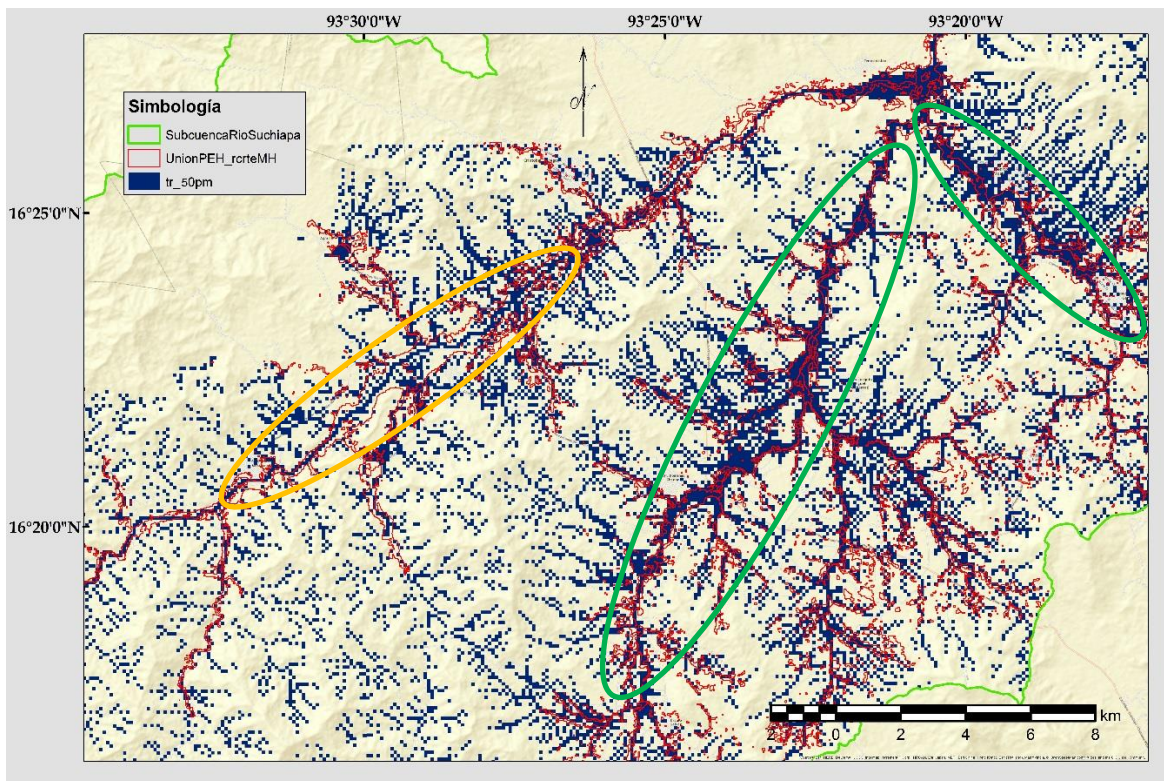 93°30'0"W 93°25'0"W 93°20'0"W
Simbología
SubcuencaRioSuchiapa
UnionPEH_rcrteMH
tr_50pm
N
16°25'0"N
16°20'0"N
km
2 0 2 4 6 8